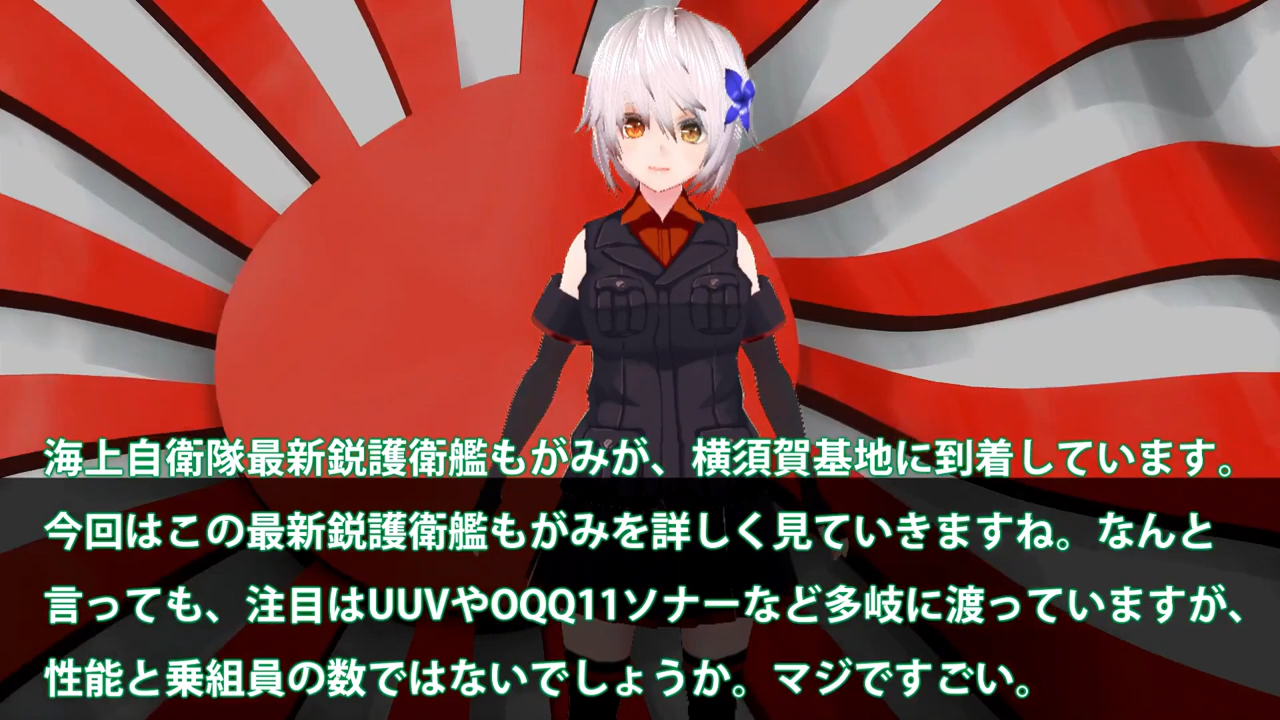 海上自衛隊最新鋭護衛艦もがみが、横須賀基地に到着しています。
今回はこの最新鋭護衛艦もがみを詳しく見ていきますね。なんと
言っても、注目はUUVやOQQ11ソナーなど多岐に渡っていますが、
性能と乗組員の数ではないでしょうか。マジですごい。